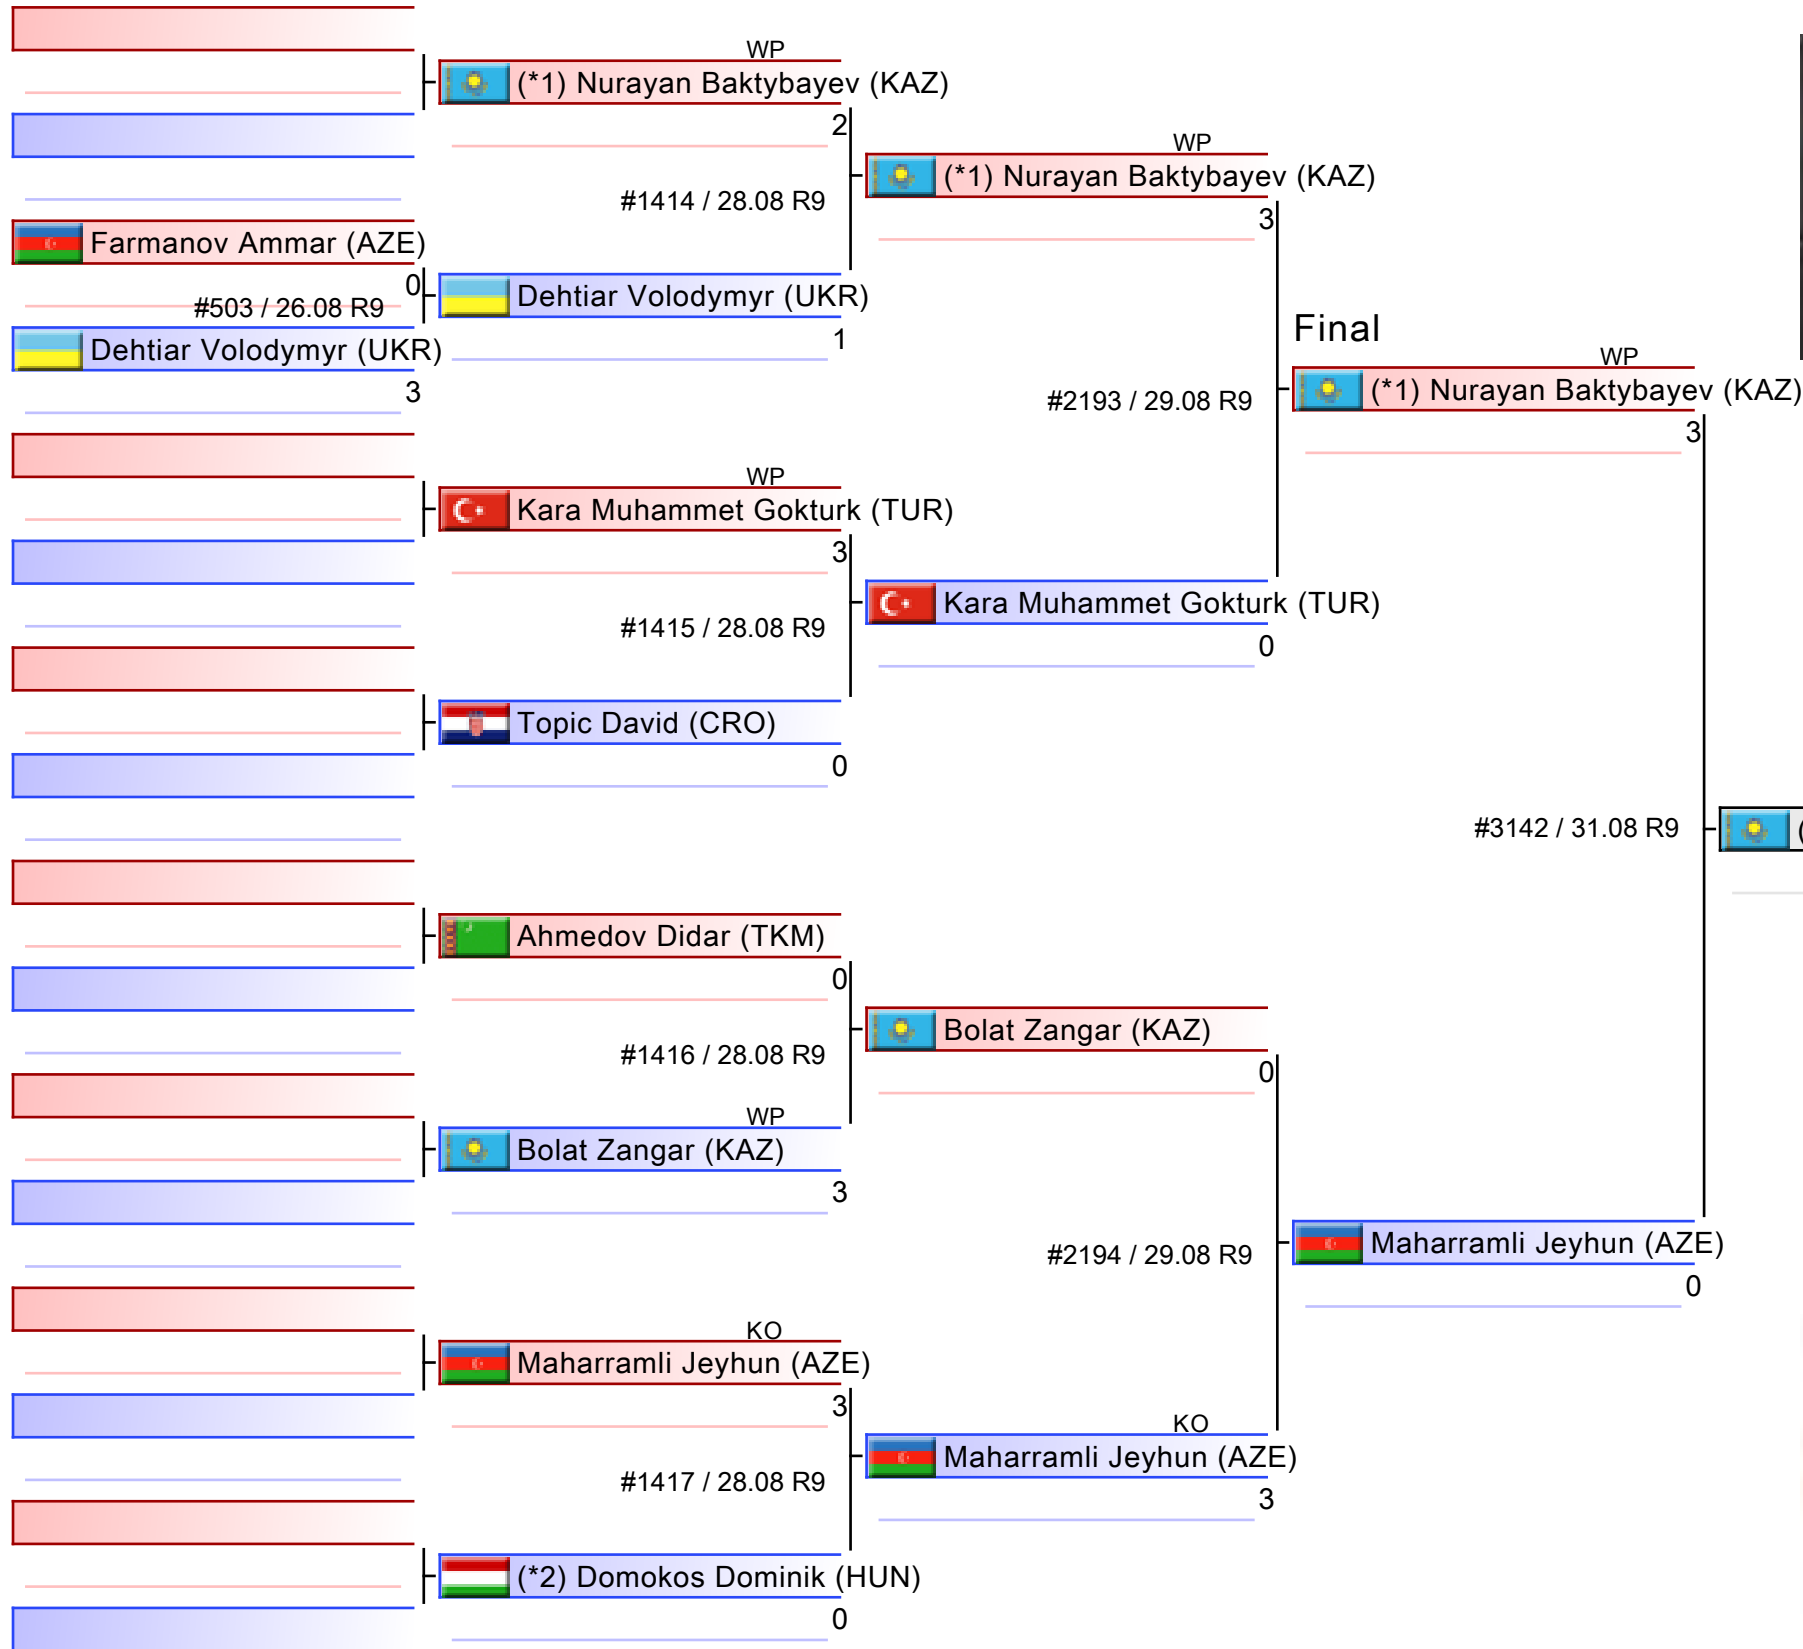 WP
(*1) Nurayan Baktybayev (KAZ)
2
WP
(*1) Nurayan Baktybayev (KAZ)
3
#1414 / 28.08 R9
Farmanov Ammar (AZE)
0
#503 / 26.08 R9
Dehtiar Volodymyr (UKR)
1
Dehtiar Volodymyr (UKR)
3
Final
WP
(*1) Nurayan Baktybayev (KAZ)
3
#2193 / 29.08 R9
WP
Kara Muhammet Gokturk (TUR)
3
#1415 / 28.08 R9
Kara Muhammet Gokturk (TUR)
0
Topic David (CRO)
0
#3142 / 31.08 R9
(
Ahmedov Didar (TKM)
0
Bolat Zangar (KAZ)
0
#1416 / 28.08 R9
WP
Bolat Zangar (KAZ)
3
#2194 / 29.08 R9
Maharramli Jeyhun (AZE)
0
KO
Maharramli Jeyhun (AZE)
3
KO
Maharramli Jeyhun (AZE)
3
#1417 / 28.08 R9
(*2) Domokos Dominik (HUN)
0